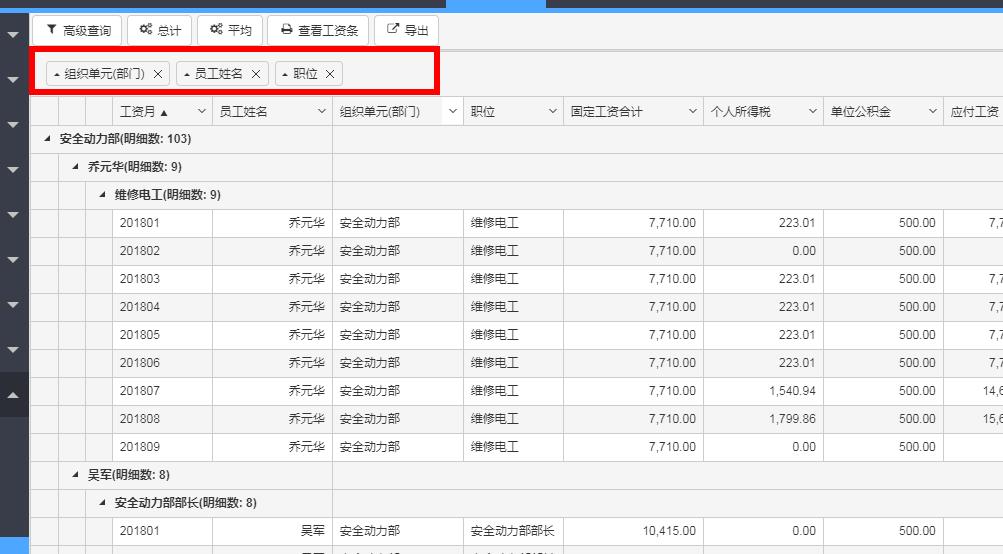 高级查询 总计 平均 查看工资条 导出
组织单元(部门) 员工姓名 职位
工资月 员工姓名 组织单元(部门) 职位 固定工资合计 个人所得税 单位公积金 应付工资
安全动力部(明细数: 103)
乔元华(明细数: 9)
维修电工(明细数: 9)
201801 乔元华 安全动力部 维修电工 7,710.00 223.01 500.00 7,7
201802 乔元华 安全动力部 维修电工 7,710.00 0.00 500.00
201803 乔元华 安全动力部 维修电工 7,710.00 223.01 500.00 7,7
201804 乔元华 安全动力部 维修电工 7,710.00 223.01 500.00 7,7
201805 乔元华 安全动力部 维修电工 7,710.00 223.01 500.00 7,7
201806 乔元华 安全动力部 维修电工 7,710.00 223.01 500.00 7,7
201807 乔元华 安全动力部 维修电工 7,710.00 1,540.94 500.00 14,6
201808 乔元华 安全动力部 维修电工 7,710.00 1,799.86 500.00 15,6
201809 乔元华 安全动力部 维修电工 7,710.00 0.00 500.00
吴军(明细数: 8)
安全动力部部长(明细数: 8)
201801 吴军 安全动力部 安全动力部部长 10,415.00 0.00 500.00